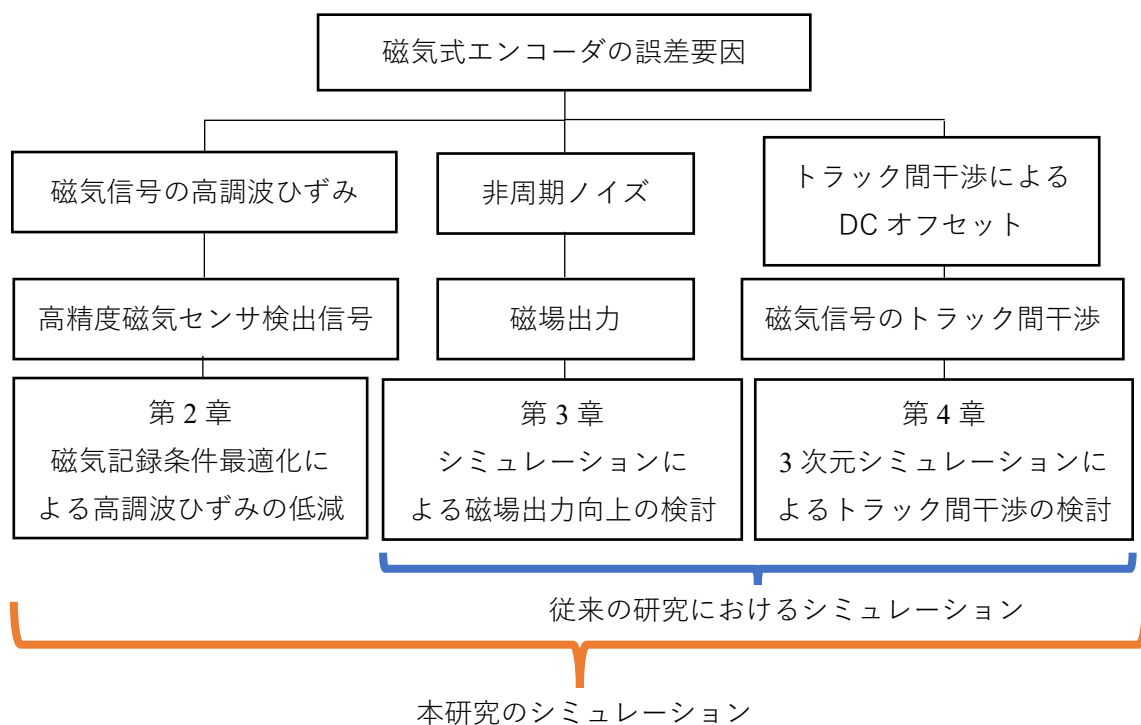 磁気式エンコーダの誤差要因
磁気信号の高調波ひずみ
非周期ノイズ
トラック間干渉による
DC オフセット
高精度磁気センサ検出信号
磁場出力
磁気信号のトラック間干渉
第 2 章
磁気記録条件最適化に
よる高調波ひずみの低減
第 3 章
シミュレーションに
よる磁場出力向上の検討
第 4 章
3 次元シミュレーションに
よるトラック間干渉の検討
従来の研究におけるシミュレーション
本研究のシミュレーション